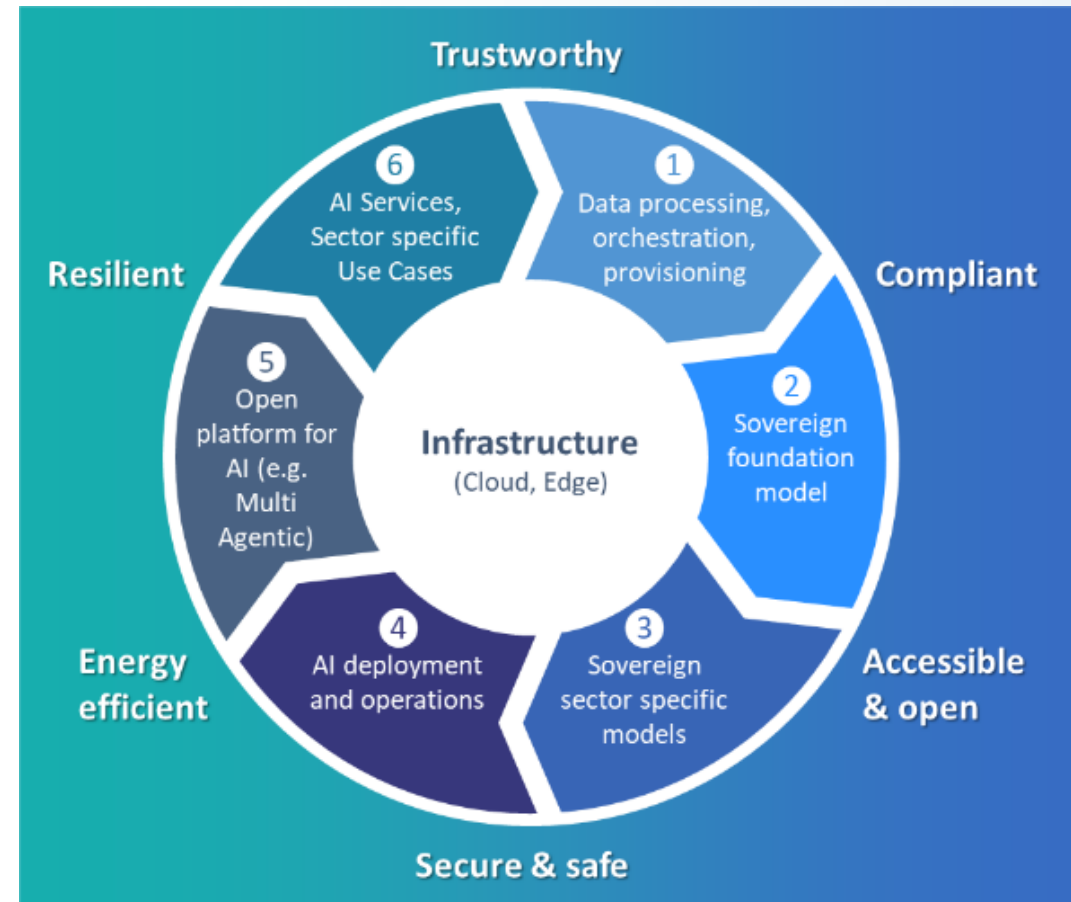 Trustworthy
1
Data processing,
orchestration,
provisioning
Compliant
2
Sovereign
foundation
model
Accessible
& open
3
Sovereign
sector specific
models
Secure & safe
4
AI deployment
and operations
Energy
efficient
5
Open
platform for
AI (e.g.
Multi
Agentic)
Resilient
6
AI Services,
Sector specific
Use Cases
Infrastructure
(Cloud, Edge)